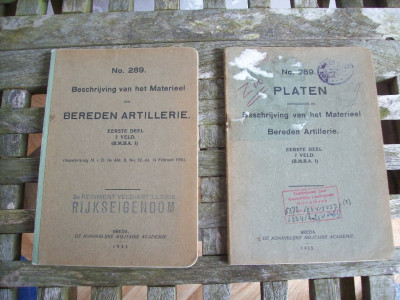 No. 289.
Beschrijving van het Materieel
DER
BEREDEN ARTILLERIE.
EERSTE DEEL
7 VELD.
(B.M.B.A. I)
2e REGIMENT VELDARTILLERIE
RIJKSEIGENDOM
BREDA,
DE KONINKLIJKE MILITAIRE ACADEMIE.
No. 289.
PLATEN
Beschrijving van het Materieel
Bereden Artillerie.
EERSTE DEEL
7 VELD.
(B.M.B.A. I)
BREDA,
DE KONINKLIJKE MILITAIRE ACADEMIE.